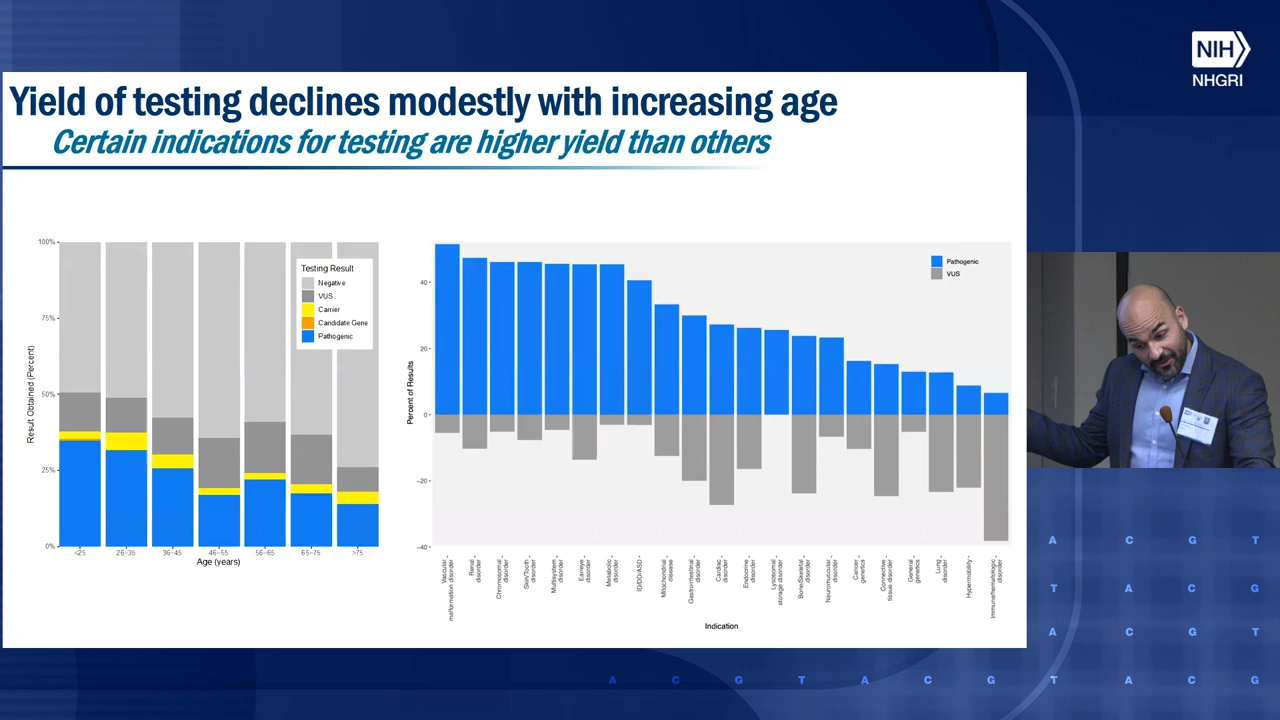 NIH
NHGRI
Yield of testing declines modestly with increasing age
Certain indications for testing are higher yield than others
100%
75%
50%
25%
0%
Result Obtained (Percent)
Testing Result
Negative
VUS
Carrier
Candidate Gene
Pathogenic
<25
26-35
36-45
46-55
56-65
65-75
>75
Age (years)
40
20
0
-20
-40
Percent of Results
Pathogenic
VUS
Vascular
malformation disorder
Renal
disorder
Chromosomal
disorder
Skin/Tooth
disorder
Multisystem
disorder
Ear/eye
disorder
Metabolic
disorder
ID/DD/ASD
Mitochondrial
disease
Gastrointestinal
disorder
Cardiac
disorder
Endocrine
disorder
Lysosomal
storage disorder
Bone/Skeletal
disorder
Neuromuscular
disorder
Cancer
genetics
Connective
tissue disorder
General
genetics
Lung
disorder
Hypermobility
Immune/hematologic
disorder
Indication
A C G T
T A C G
A C G T
A C G T A C G T A C G